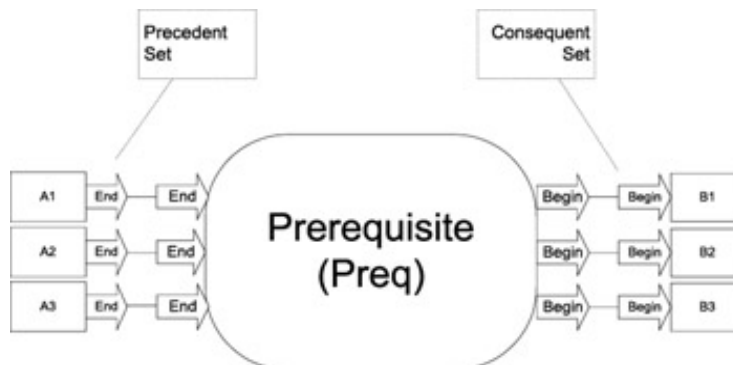 Precedent
Set
Consequent
Set
A1 End End Begin Begin B1
Prerequisite
(Preq)
A2 End End Begin Begin B2
A3 End End Begin Begin B3